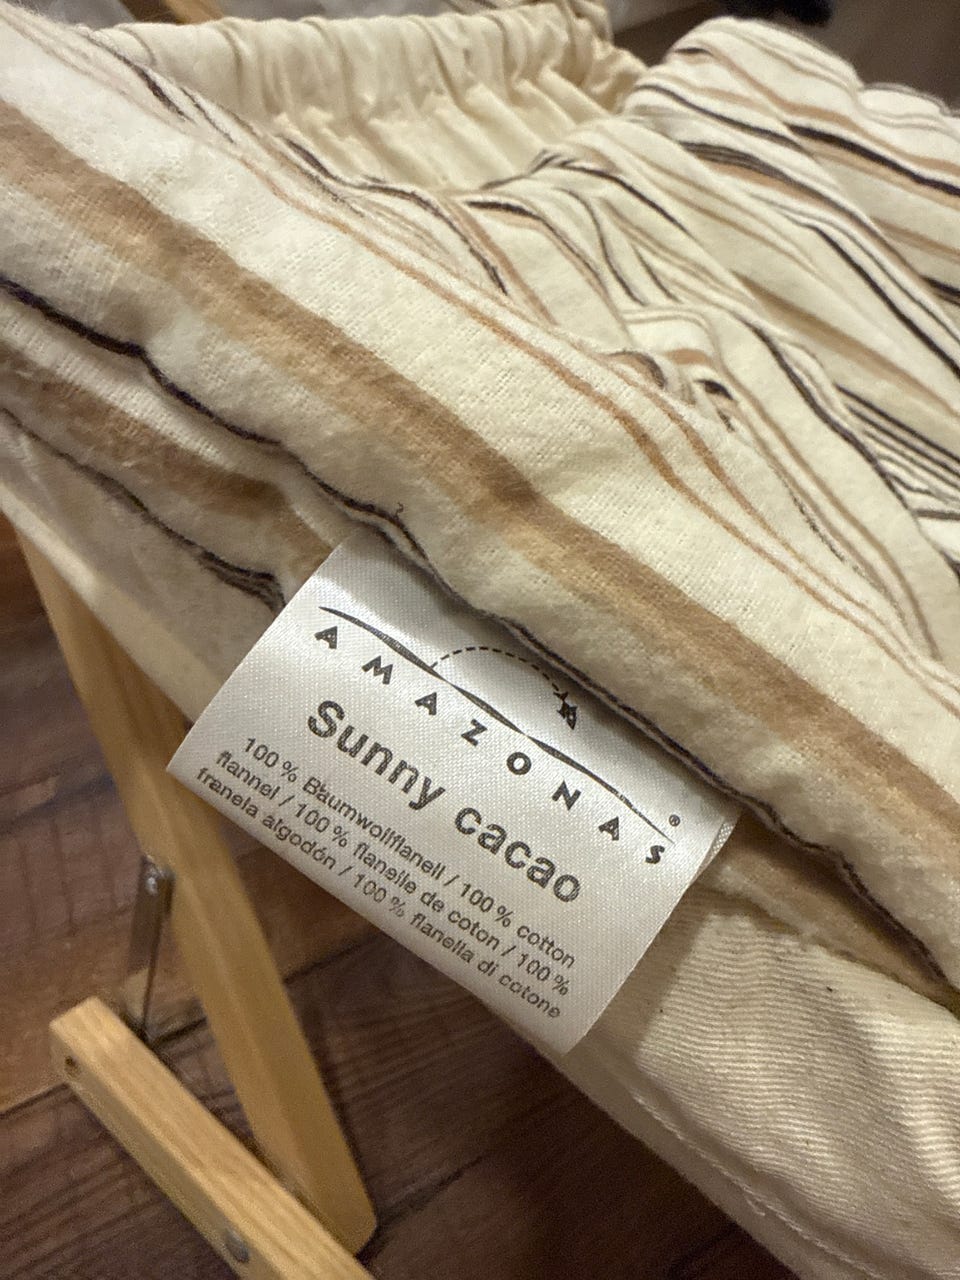 AMAZONAS®
Sunny cacao
100 % Baumwollflanell / 100 % cotton
flannel / 100 % flanelle de coton / 100 %
franela algodón / 100 % flanella di cotone